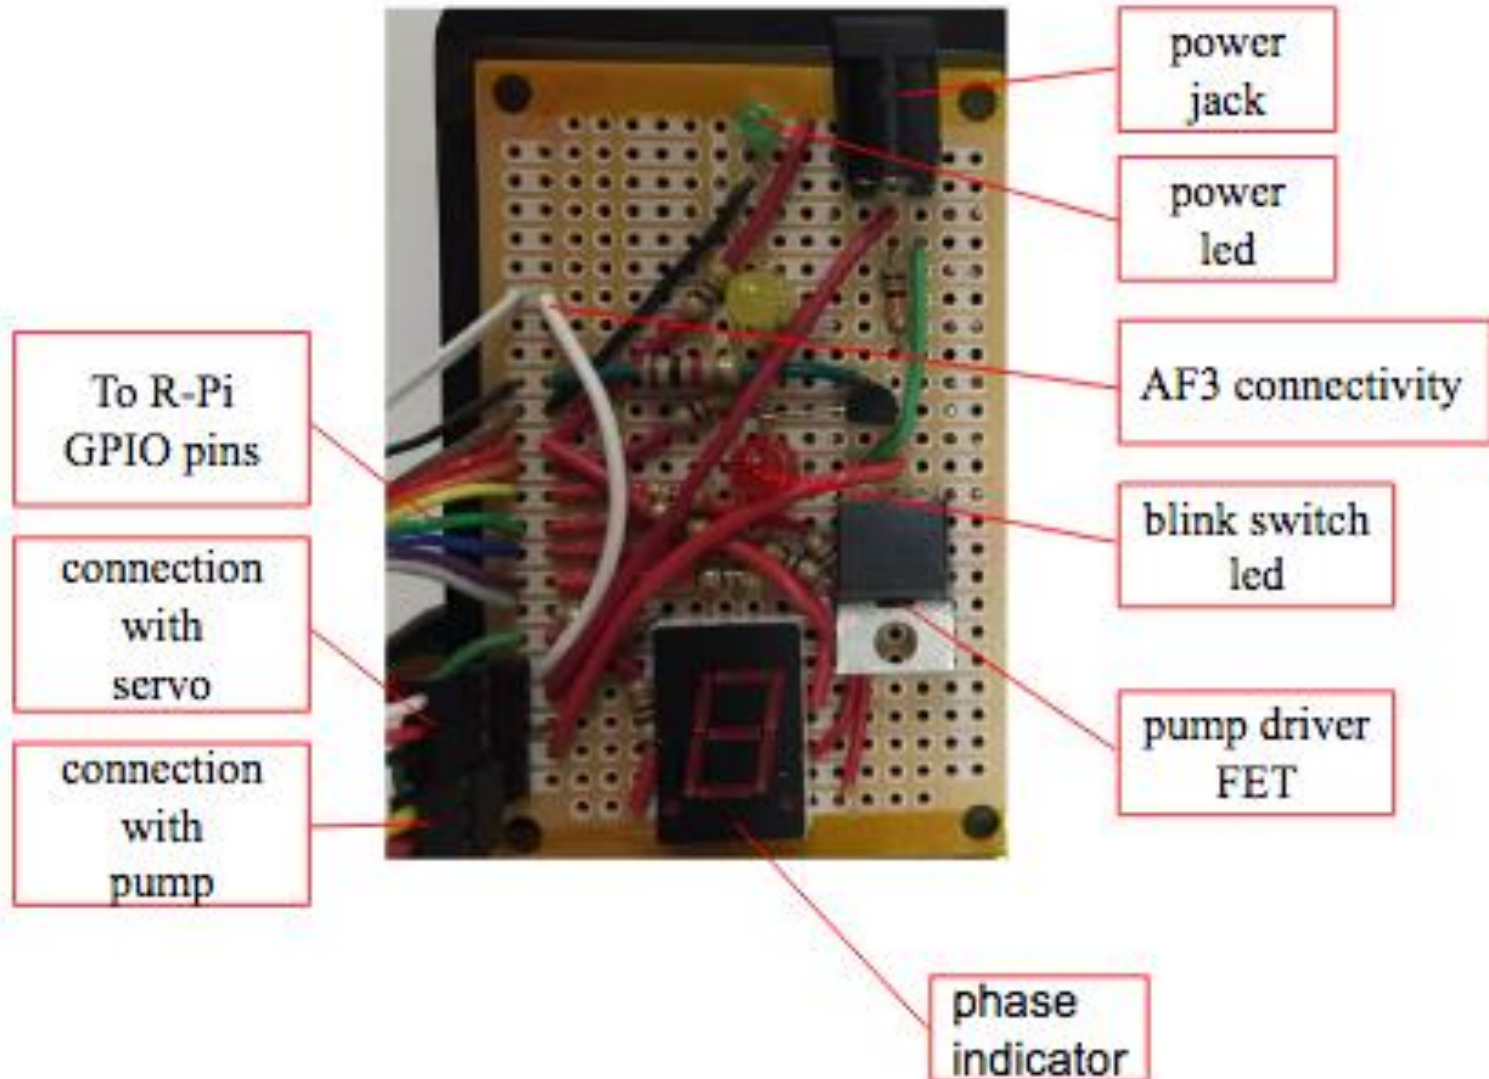 power
jack
power
led
AF3 connectivity
blink switch
led
pump driver
FET
To R-Pi
GPIO pins
connection
with
servo
connection
with
pump
phase
indicator